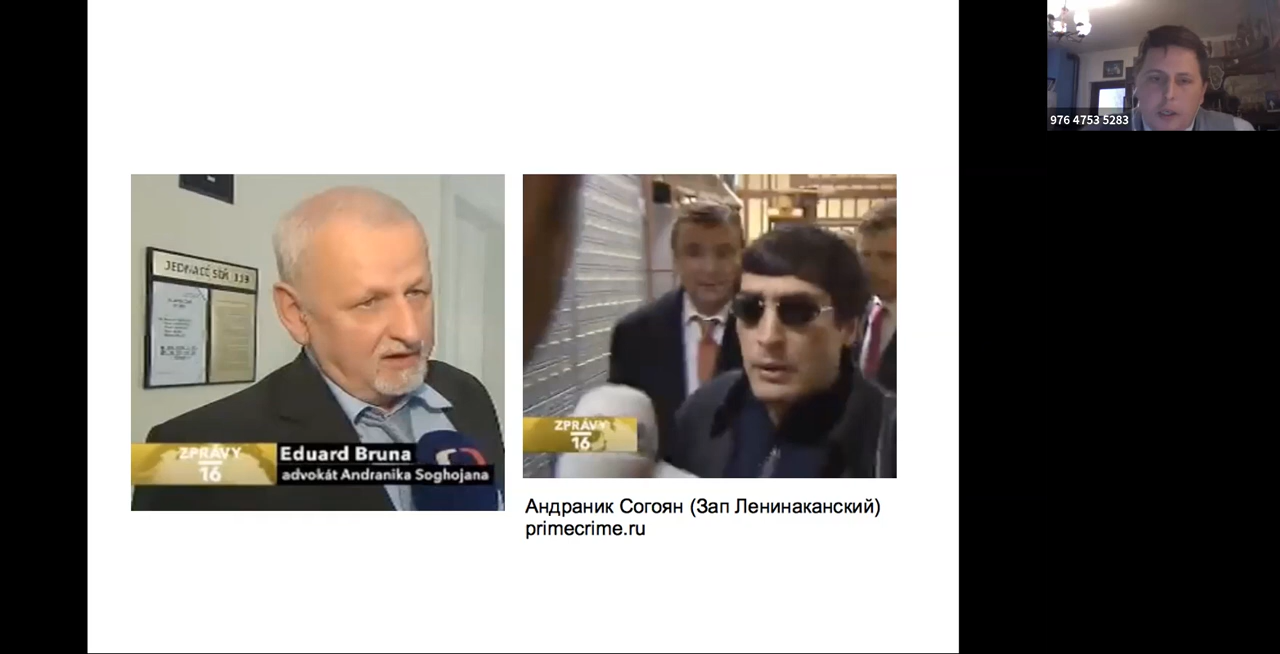 976 4753 5283
JEDNACÍ SÍŇ 119
ZPRÁVY
16
Eduard Bruna
advokát Andranika Soghojana
ZPRÁVY
16
Андраник Согоян (Зап Ленинаканский)
primecrime.ru